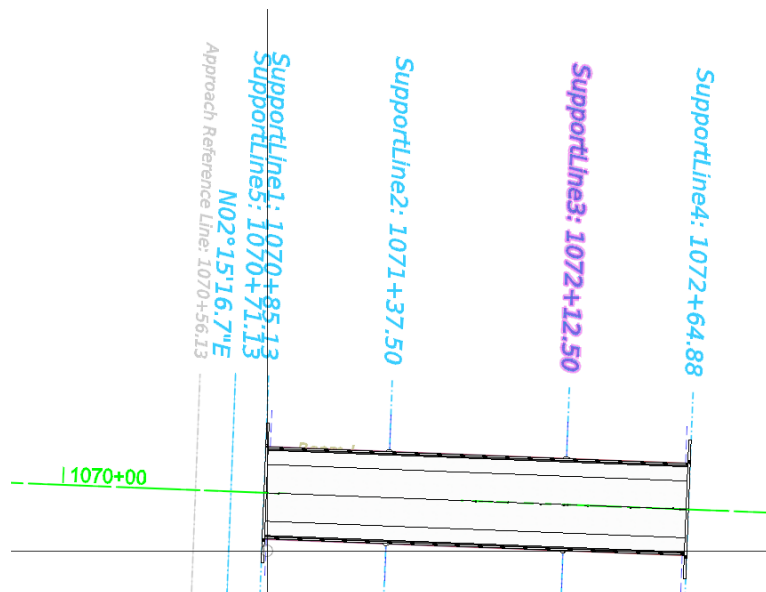 Approach Reference Line: 1070+56.13
N02°15'16.7"E
SupportLine5: 1070+71.13
SupportLine1: 1070+85.13
SupportLine2: 1071+37.50
SupportLine3: 1072+12.50
SupportLine4: 1072+64.88
1070+00